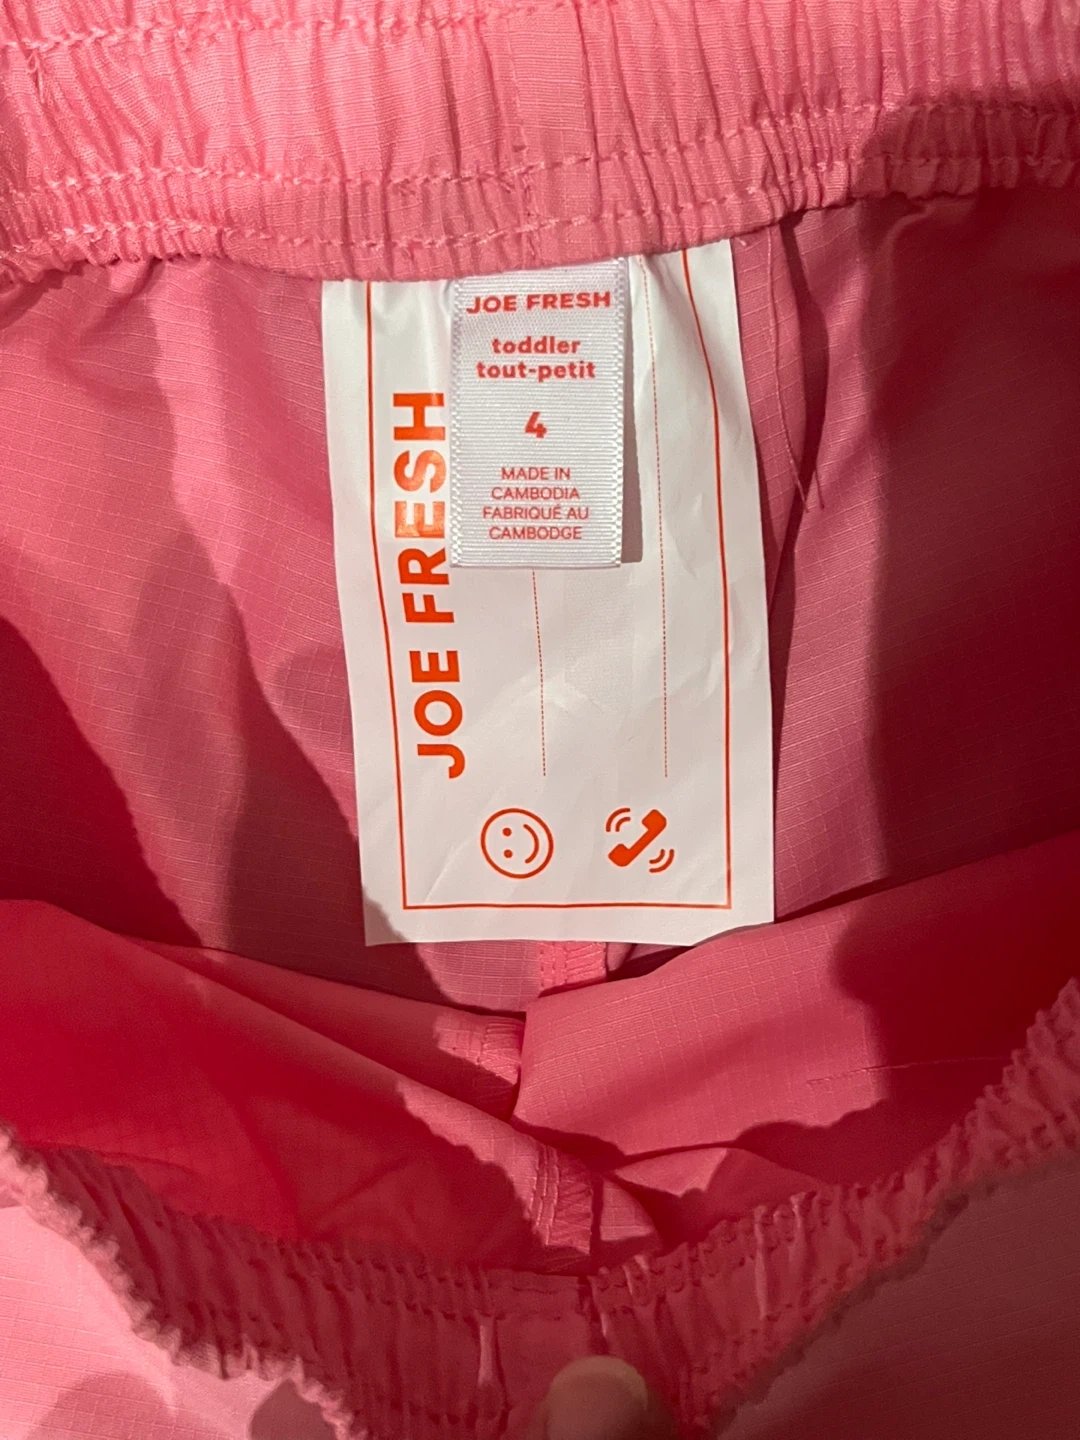 JOE FRESH
toddler
tout-petit
4
MADE IN
CAMBODIA
FABRIQUÉ AU
CAMBODGE
JOE FRESH